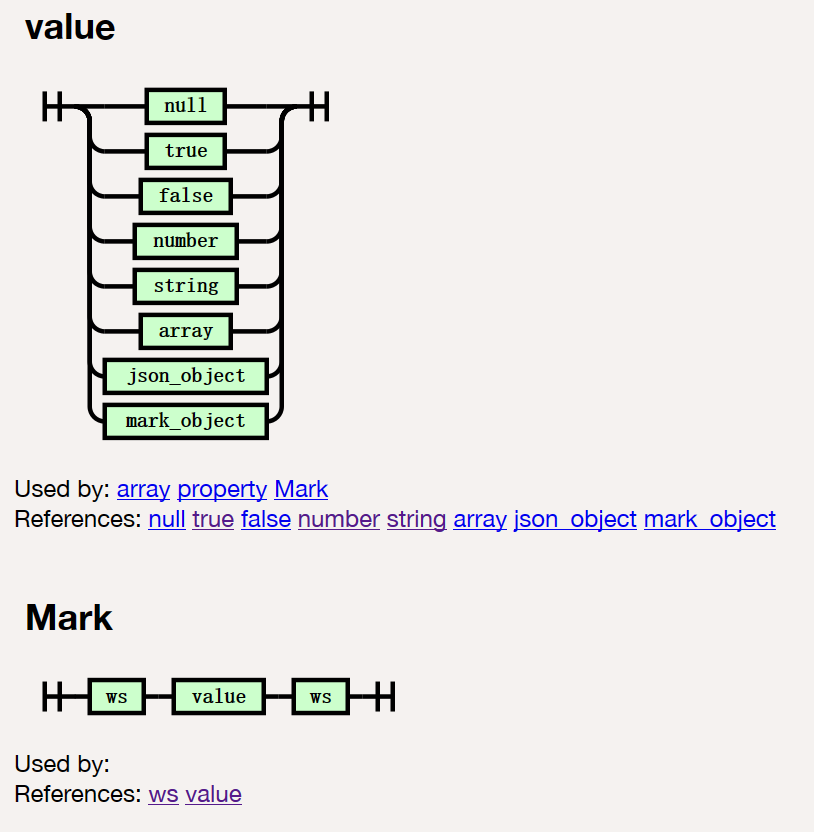 value
null
true
false
number
string
array
json_object
mark_object
Used by: array property Mark
References: null true false number string array json_object mark_object
Mark
ws value ws
Used by:
References: ws value